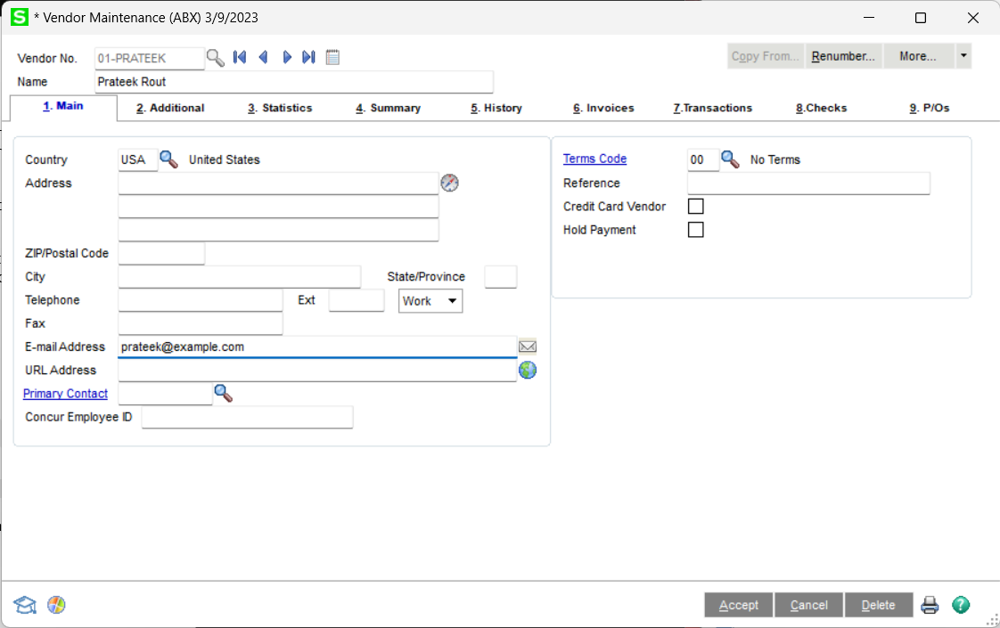 S * Vendor Maintenance (ABX) 3/9/2023
Vendor No. 01-PRATEEK Copy From... Renumber... More...
Name Prateek Rout
1. Main 2. Additional 3. Statistics 4. Summary 5. History 6. Invoices 7.Transactions 8.Checks 9. P/Os
Country USA United States Terms Code 00 No Terms
Address Reference
Credit Card Vendor
Hold Payment
ZIP/Postal Code
City State/Province
Telephone Ext Work
Fax
E-mail Address prateek@example.com
URL Address
Primary Contact
Concur Employee ID
Accept Cancel Delete ?